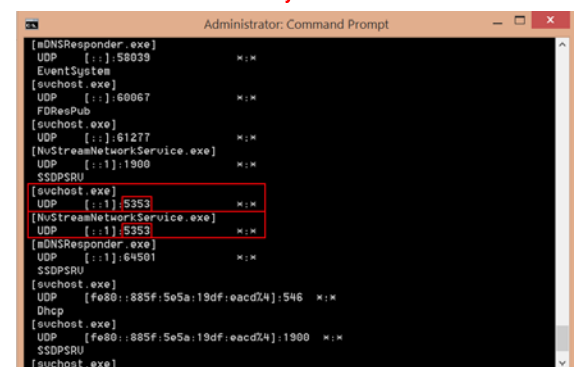 Administrator: Command Prompt
[mDNSResponder.exe]
UDP [::]:58039 *:*
EventSystem
[svchost.exe]
UDP [::]:60067 *:*
FDResPub
[svchost.exe]
UDP [::]:61277 *:*
[NvStreamNetworkService.exe]
UDP [::1]:1900 *:*
SSDPSRV
[svchost.exe]
UDP [::1]:5353 *:*
[NvStreamNetworkService.exe]
UDP [::1]:5353 *:*
[mDNSResponder.exe]
UDP [::1]:64501 *:*
SSDPSRV
[svchost.exe]
UDP [fe80::885f:5e5a:19df:eacd%4]:546 *:*
Dhcp
[svchost.exe]
UDP [fe80::885f:5e5a:19df:eacd%4]:1900 *:*
SSDPSRV
[svchost.exe]